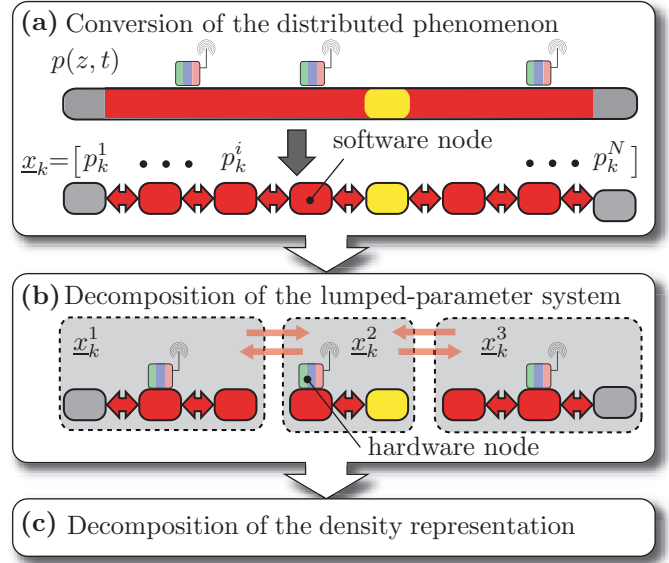 (a) Conversion of the distributed phenomenon
p(z, t)
software node
x_k=[ p_k^1 • • • p_k^i • • • p_k^N ]
(b) Decomposition of the lumped-parameter system
x_k^1 x_k^2 x_k^3
hardware node
(c) Decomposition of the density representation